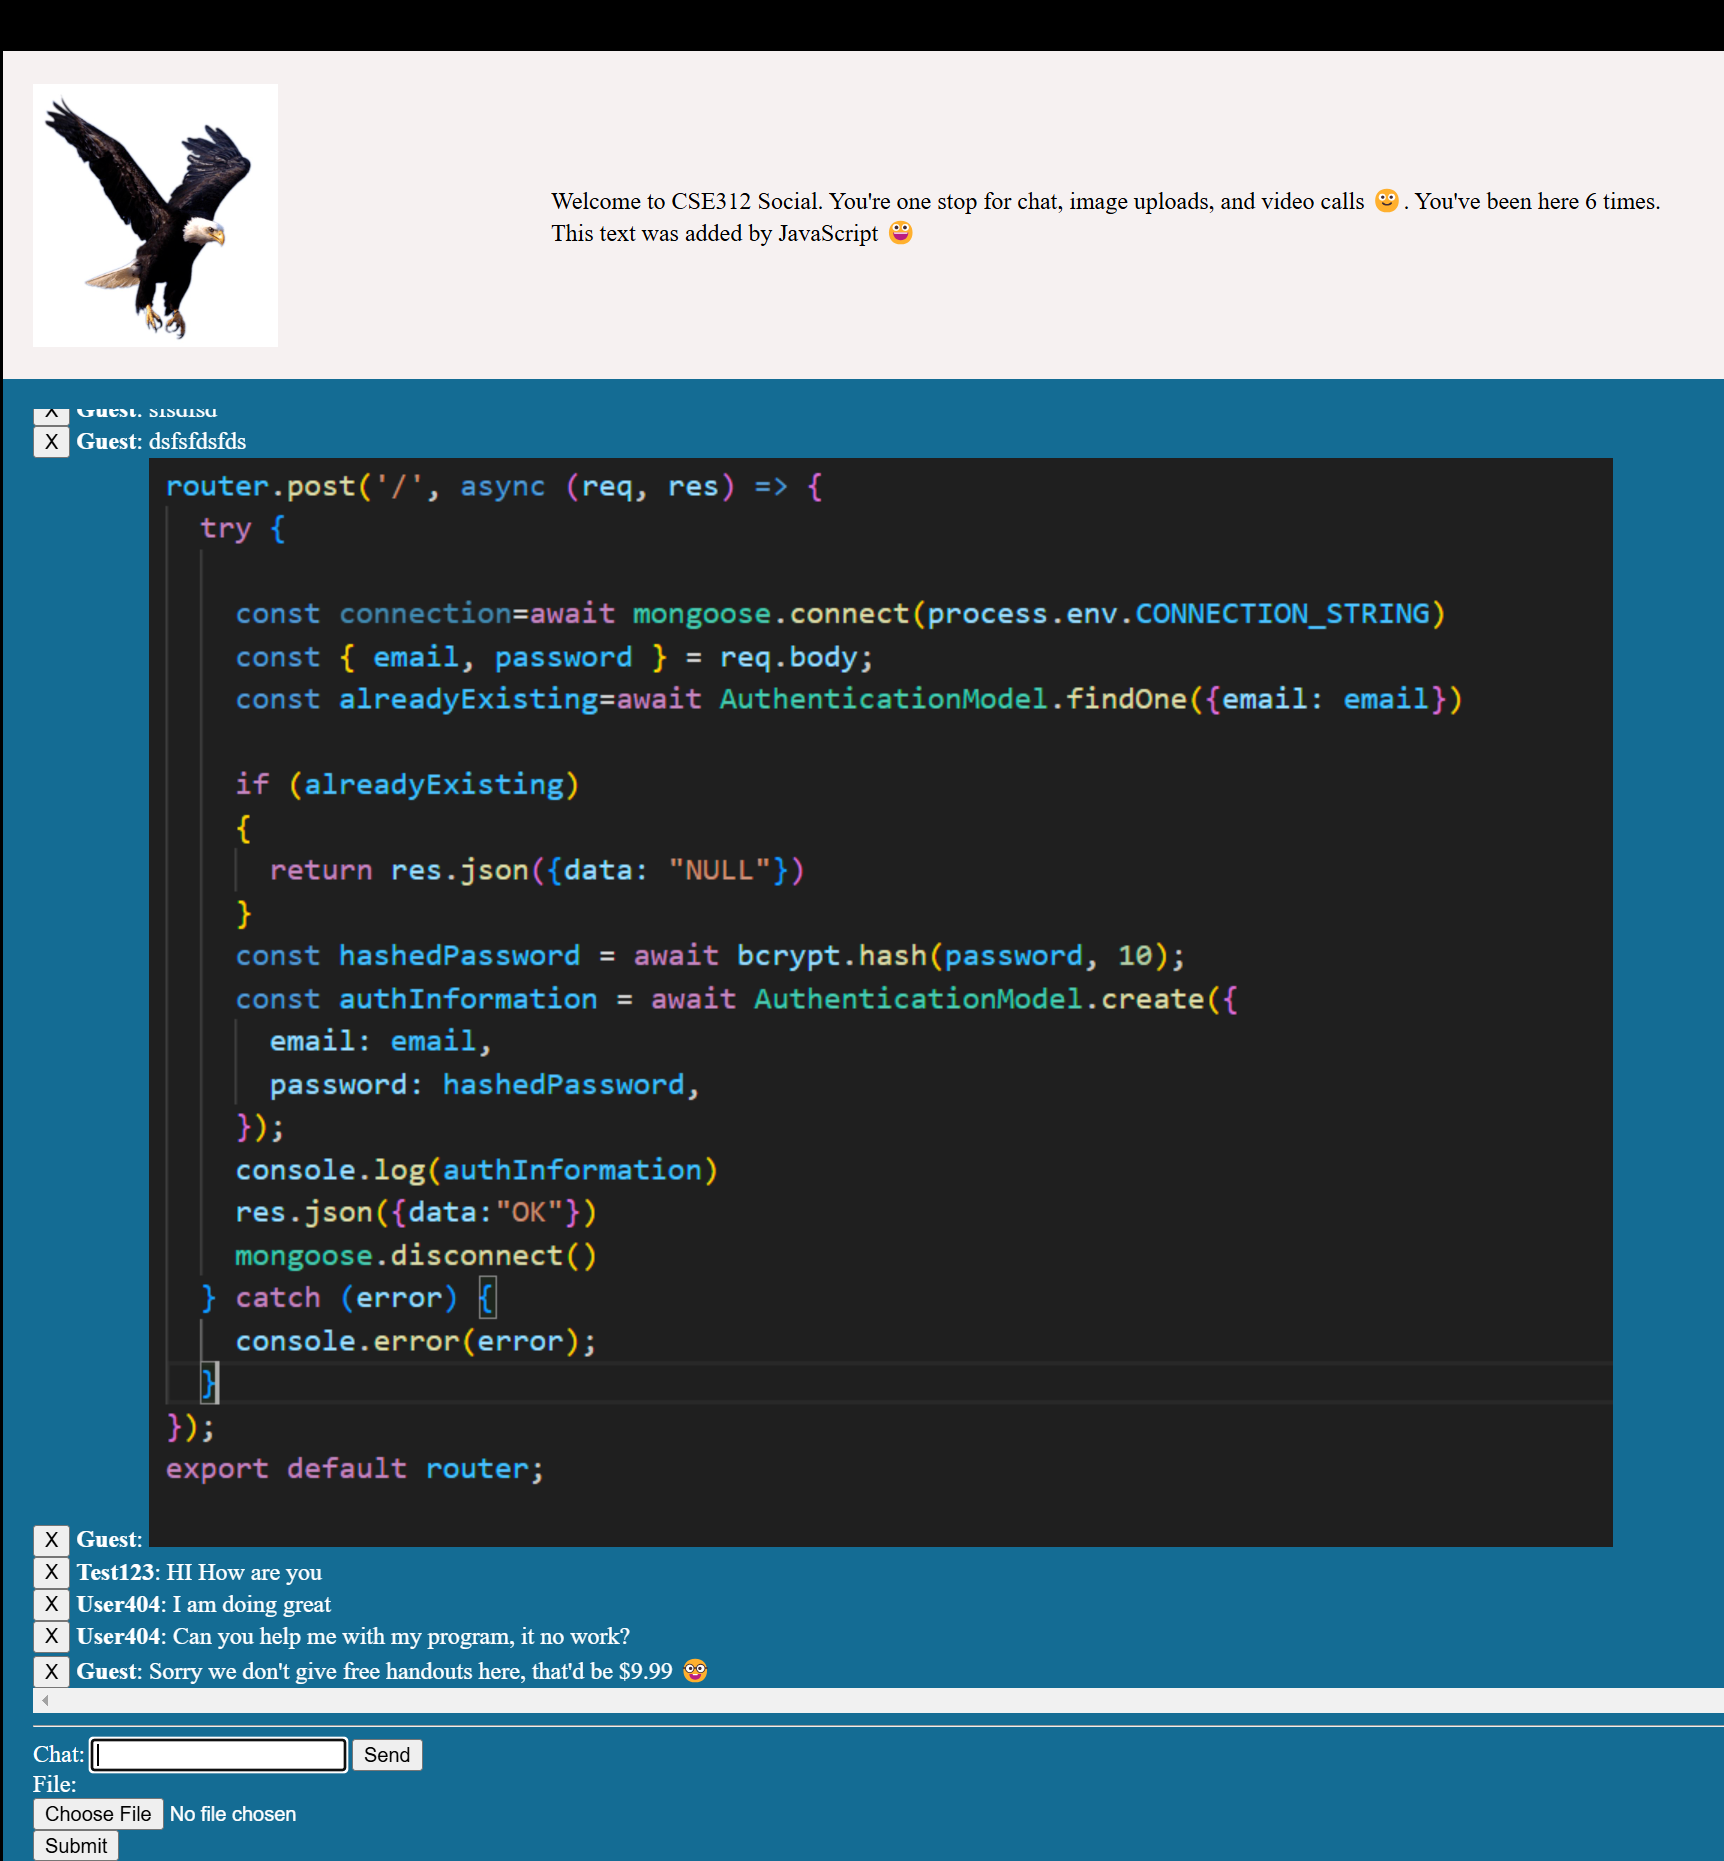 Welcome to CSE312 Social. You're one stop for chat, image uploads, and video calls 🙂 . You've been here 6 times.
This text was added by JavaScript 😀
X Guest:
X Guest: dsfsfdsfds
router.post('/', async (req, res) => {
try {
const connection=await mongoose.connect(process.env.CONNECTION_STRING)
const { email, password } = req.body;
const alreadyExisting=await AuthenticationModel.findOne({email: email})
if (alreadyExisting)
{
return res.json({data: "NULL"})
}
const hashedPassword = await bcrypt.hash(password, 10);
const authInformation = await AuthenticationModel.create({
email: email,
password: hashedPassword,
});
console.log(authInformation)
res.json({data:"OK"})
mongoose.disconnect()
} catch (error) {
console.error(error);
}
});
export default router;
X Guest:
X Test123: HI How are you
X User404: I am doing great
X User404: Can you help me with my program, it no work?
X Guest: Sorry we don't give free handouts here, that'd be $9.99 🤓
Chat: Send
File:
Choose File No file chosen
Submit